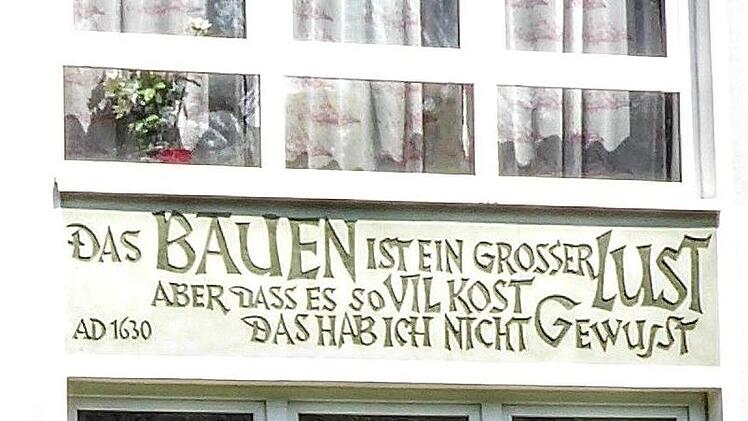 DAS BAUEN IST EIN GROSSER LUST
ABER DASS ES SO VIL KOST
AD 1630 DAS HAB ICH NICHT GEWUSST